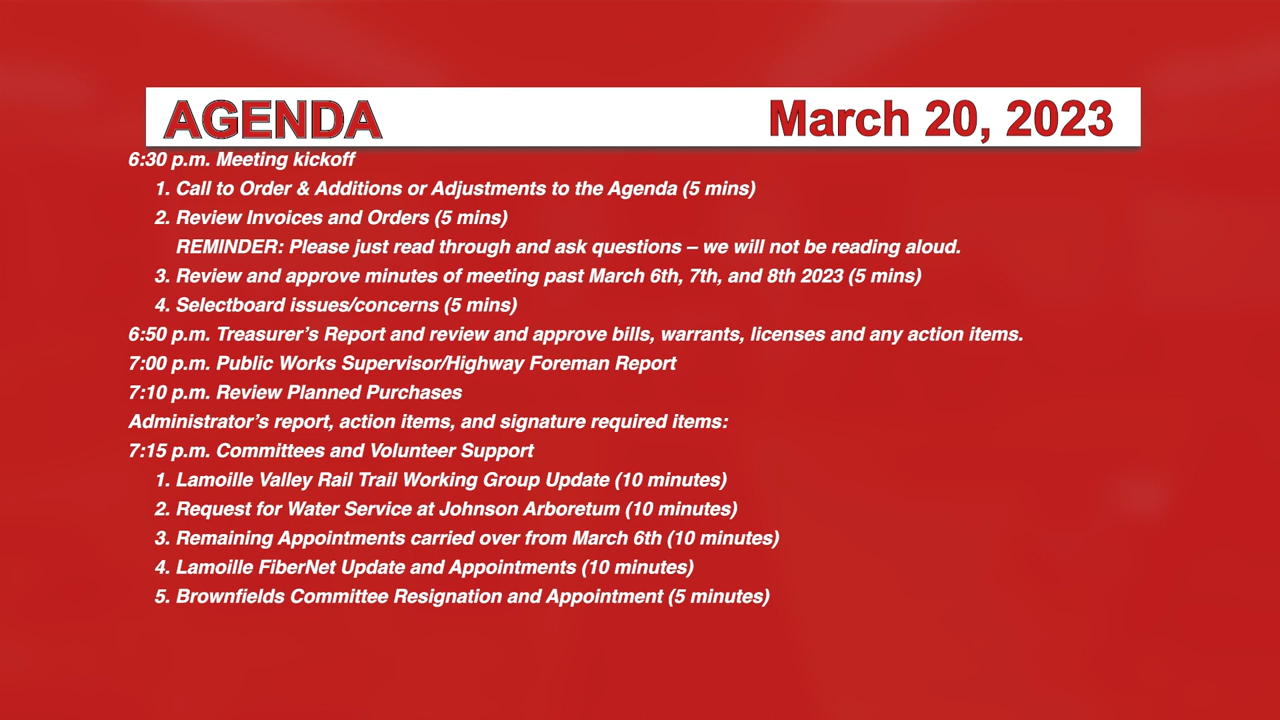 AGENDA March 20, 2023
6:30 p.m. Meeting kickoff
1. Call to Order & Additions or Adjustments to the Agenda (5 mins)
2. Review Invoices and Orders (5 mins)
REMINDER: Please just read through and ask questions – we will not be reading aloud.
3. Review and approve minutes of meeting past March 6th, 7th, and 8th 2023 (5 mins)
4. Selectboard issues/concerns (5 mins)
6:50 p.m. Treasurer’s Report and review and approve bills, warrants, licenses and any action items.
7:00 p.m. Public Works Supervisor/Highway Foreman Report
7:10 p.m. Review Planned Purchases
Administrator’s report, action items, and signature required items:
7:15 p.m. Committees and Volunteer Support
1. Lamoille Valley Rail Trail Working Group Update (10 minutes)
2. Request for Water Service at Johnson Arboretum (10 minutes)
3. Remaining Appointments carried over from March 6th (10 minutes)
4. Lamoille FiberNet Update and Appointments (10 minutes)
5. Brownfields Committee Resignation and Appointment (5 minutes)